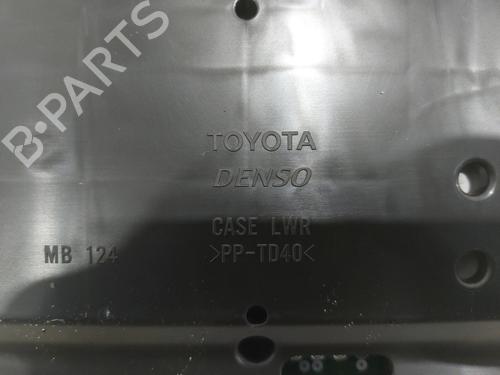 B-PARTS
TOYOTA
DENSO
CASE LWR
MB 124 >PP-TD40<